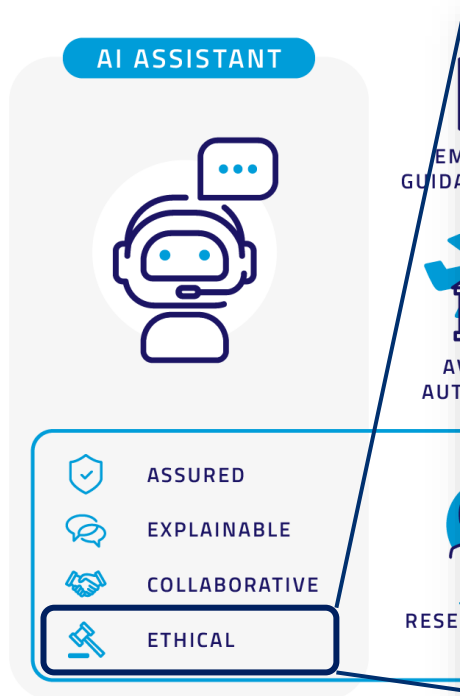 AI ASSISTANT
ASSURED
EXPLAINABLE
COLLABORATIVE
ETHICAL